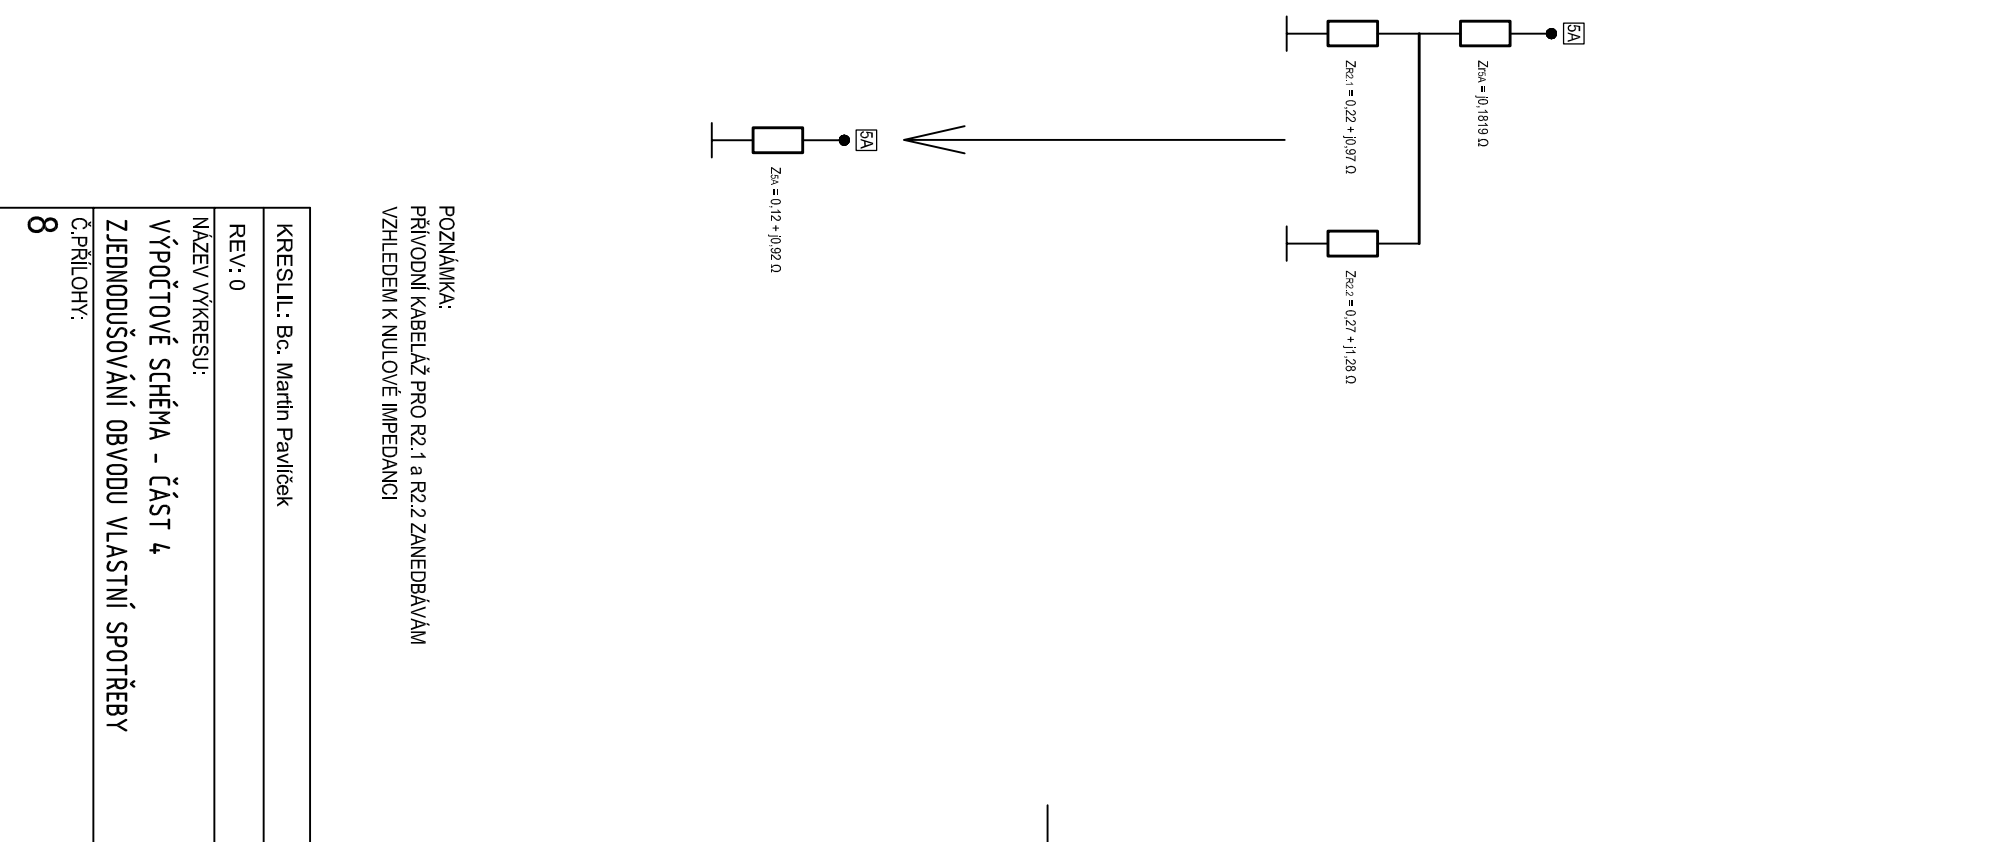 5A
Zr5A = j0,1819 Ω
ZR2.1 = 0,22 + j0,97 Ω
ZR2.2 = 0,27 + j1,28 Ω
5A
Z5A = 0,12 + j0,92 Ω
POZNÁMKA:
PŘÍVODNÍ KABELÁŽ PRO R2.1 a R2.2 ZANEDBÁVÁM
VZHLEDEM K NULOVÉ IMPEDANCI
KRESLIL: Bc. Martin Pavlíček
REV: 0
NÁZEV VÝKRESU:
VÝPOČTOVÉ SCHÉMA - ČÁST 4
ZJEDNODUŠOVÁNÍ OBVODU VLASTNÍ SPOTŘEBY
Č.PŘÍLOHY:
8